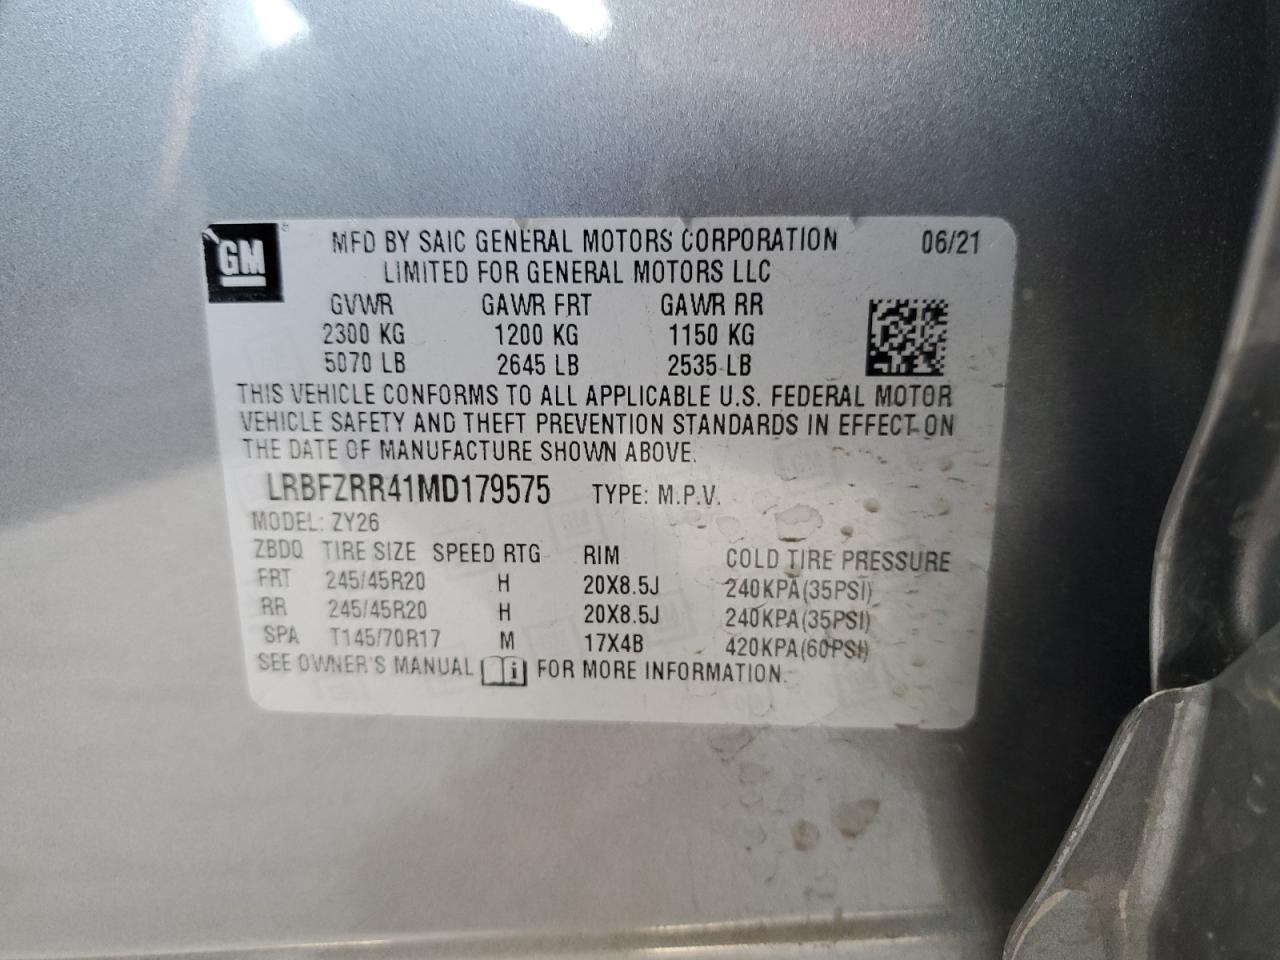 GM
MFD BY SAIC GENERAL MOTORS CORPORATION 06/21
LIMITED FOR GENERAL MOTORS LLC
GVWR GAWR FRT GAWR RR
2300 KG 1200 KG 1150 KG
5070 LB 2645 LB 2535 LB
THIS VEHICLE CONFORMS TO ALL APPLICABLE U.S. FEDERAL MOTOR
VEHICLE SAFETY AND THEFT PREVENTION STANDARDS IN EFFECT ON
THE DATE OF MANUFACTURE SHOWN ABOVE.
LRBFZRR41MD179575 TYPE: M.P.V.
MODEL: ZY26
ZBDQ TIRE SIZE SPEED RTG RIM COLD TIRE PRESSURE
FRT 245/45R20 H 20X8.5J 240KPA(35PSI)
RR 245/45R20 H 20X8.5J 240KPA(35PSI)
SPA T145/70R17 M 17X4B 420KPA(60PSI)
SEE OWNER'S MANUAL FOR MORE INFORMATION.